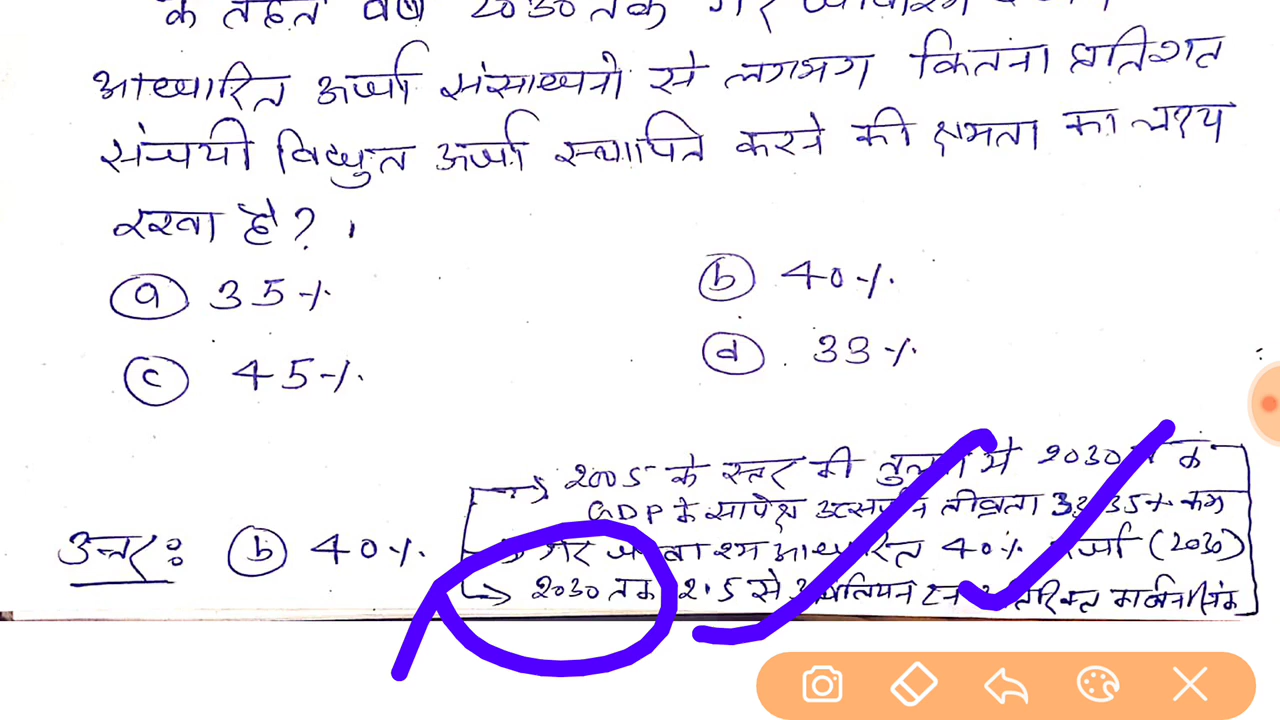 के तहत वर्ष 2030 तक गैर
आधारित ऊर्जा संसाधनो से लगभग कितना प्रतिशत
संचयी विद्युत ऊर्जा स्थापित करने की क्षमता का लक्ष्य
रखा है?
a 35%
b 40%
c 45%
d 33%
2005 के स्तर की तुलना मे 2030 तक
GDP के सापेक्ष उत्सर्जन तीव्रता 33-35% कम
गैर आधारित 40% ऊर्जा (2030)
2030 तक 2.5 से टन अतिरिक्त कार्बन सिंक
उत्तर: b 40%